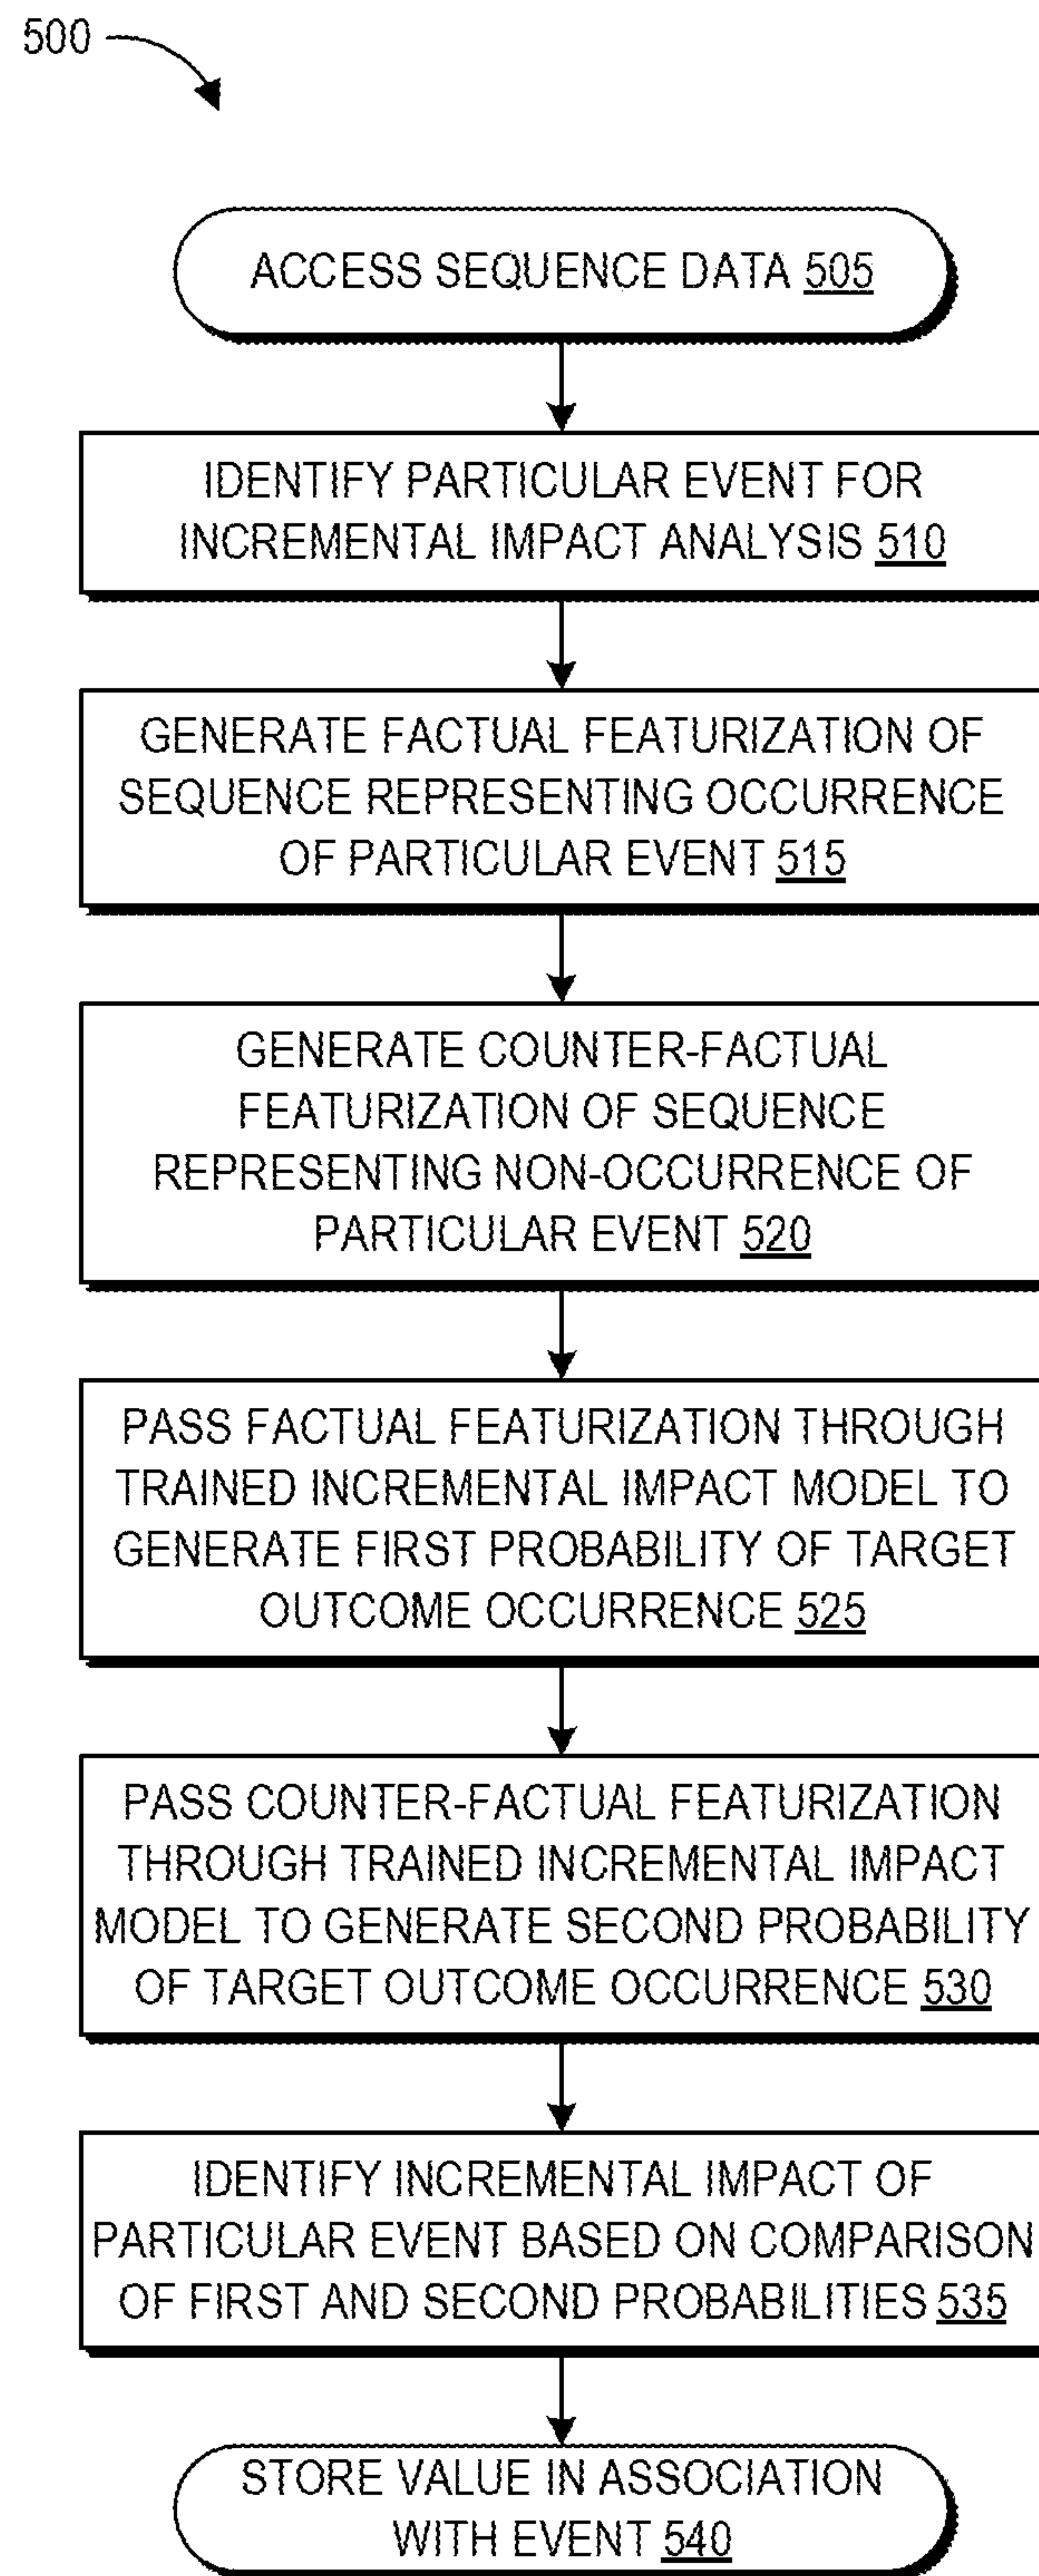 500
ACCESS SEQUENCE DATA 505
IDENTIFY PARTICULAR EVENT FOR
INCREMENTAL IMPACT ANALYSIS 510
GENERATE FACTUAL FEATURIZATION OF
SEQUENCE REPRESENTING OCCURRENCE
OF PARTICULAR EVENT 515
GENERATE COUNTER-FACTUAL
FEATURIZATION OF SEQUENCE
REPRESENTING NON-OCCURRENCE OF
PARTICULAR EVENT 520
PASS FACTUAL FEATURIZATION THROUGH
TRAINED INCREMENTAL IMPACT MODEL TO
GENERATE FIRST PROBABILITY OF TARGET
OUTCOME OCCURRENCE 525
PASS COUNTER-FACTUAL FEATURIZATION
THROUGH TRAINED INCREMENTAL IMPACT
MODEL TO GENERATE SECOND PROBABILITY
OF TARGET OUTCOME OCCURRENCE 530
IDENTIFY INCREMENTAL IMPACT OF
PARTICULAR EVENT BASED ON COMPARISON
OF FIRST AND SECOND PROBABILITIES 535
STORE VALUE IN ASSOCIATION
WITH EVENT 540